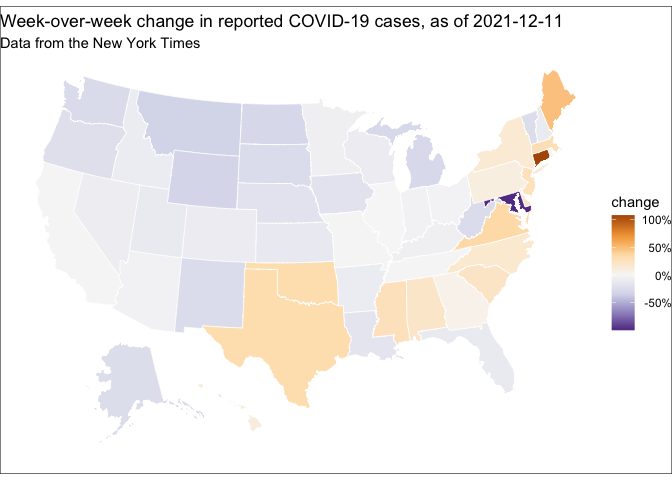 Week-over-week change in reported COVID-19 cases, as of 2021-12-11
Data from the New York Times
change
100%
50%
0%
-50%